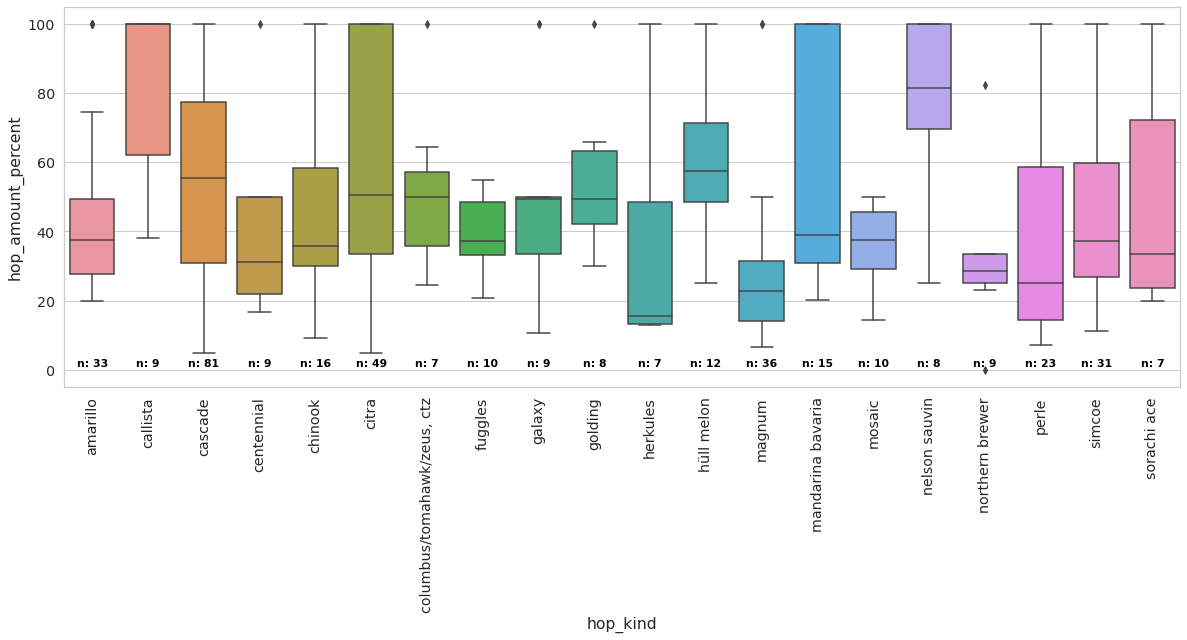 hop_amount_percent
100
80
60
40
20
0
n: 33
n: 9
n: 81
n: 9
n: 16
n: 49
n: 7
n: 10
n: 9
n: 8
n: 7
n: 12
n: 36
n: 15
n: 10
n: 8
n: 9
n: 23
n: 31
n: 7
amarillo
callista
cascade
centennial
chinook
citra
columbus/tomahawk/zeus, ctz
fuggles
galaxy
golding
herkules
hüll melon
magnum
mandarina bavaria
mosaic
nelson sauvin
northern brewer
perle
simcoe
sorachi ace
hop_kind